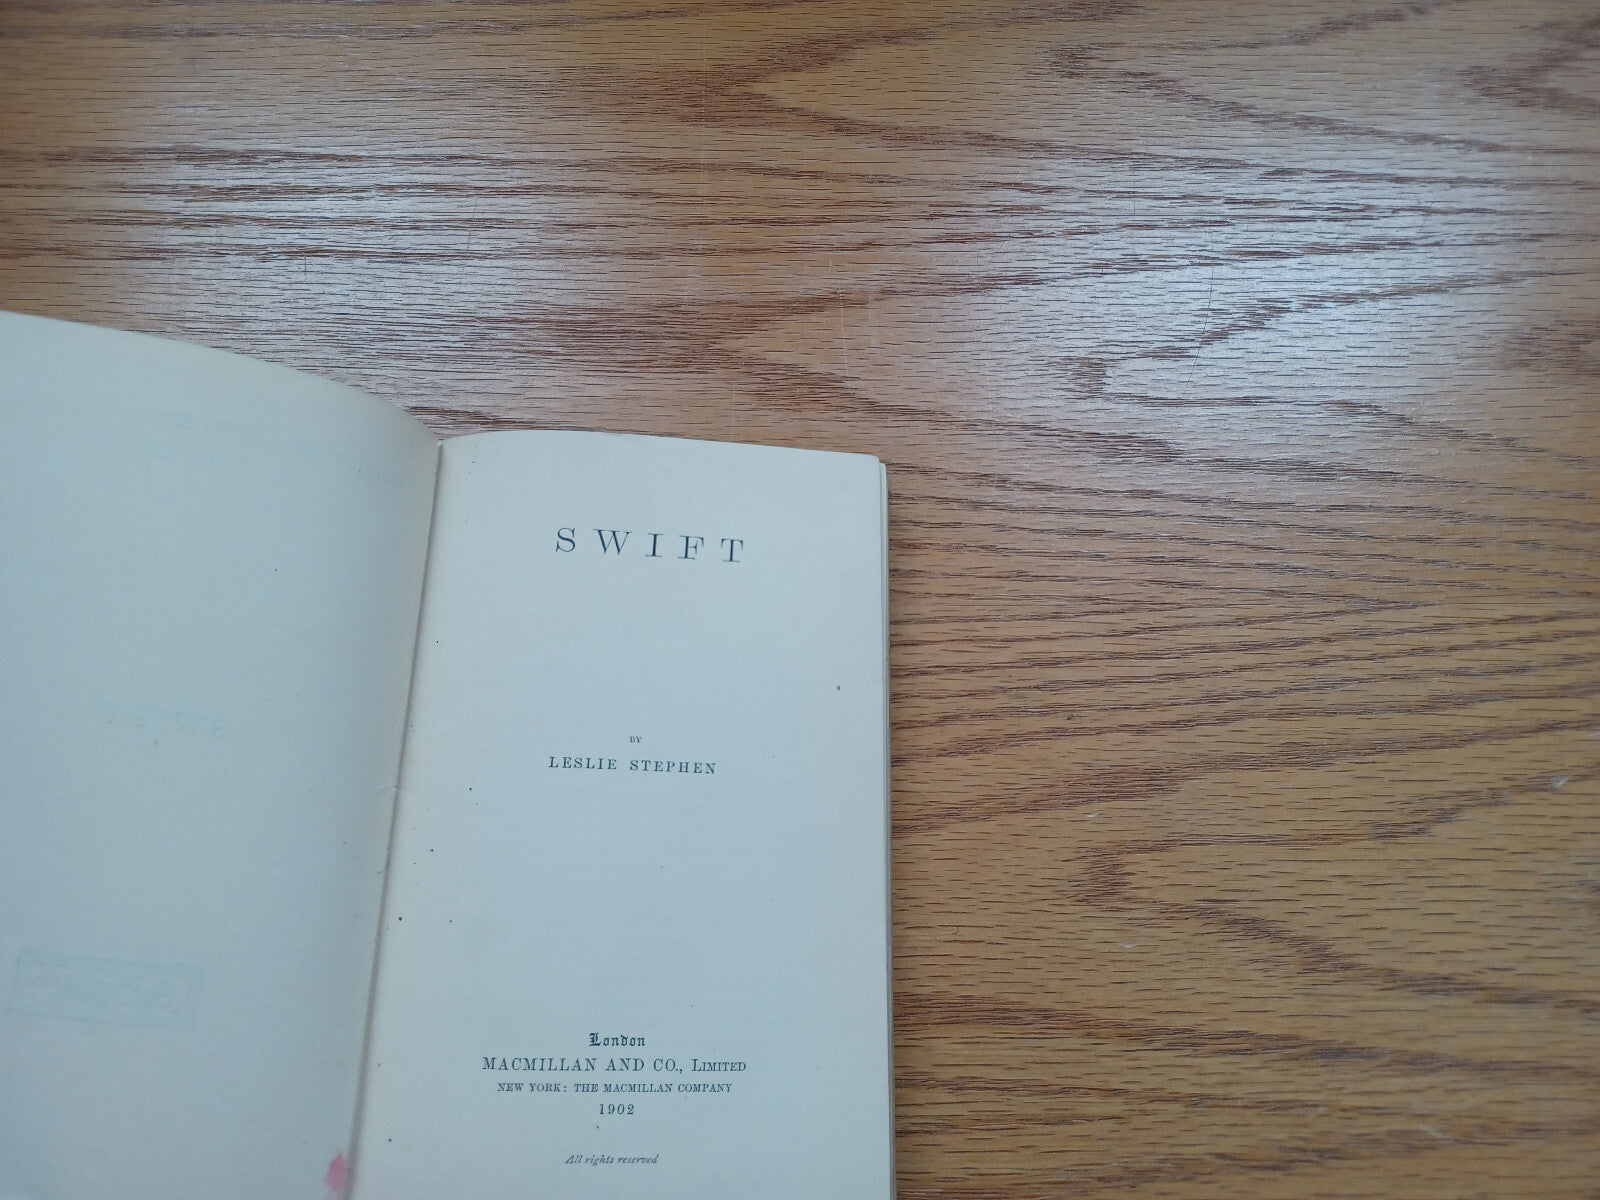 SWIFT
BY
LESLIE STEPHEN
London
MACMILLAN AND CO., LIMITED
NEW YORK: THE MACMILLAN COMPANY
1902
All rights reserved